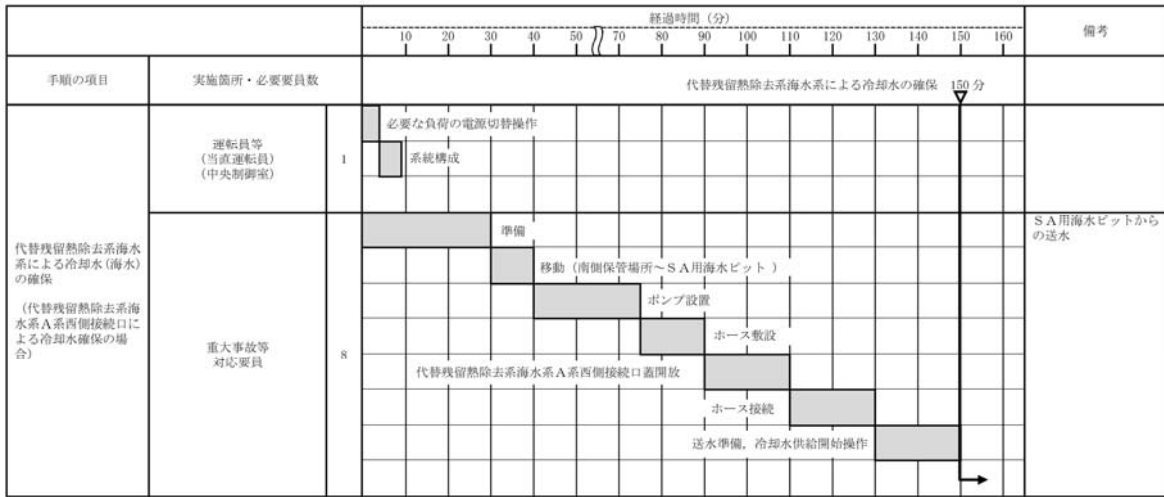 経過時間（分）
備考
10 20 30 40 50 70 80 90 100 110 120 130 140 150 160
手順の項目
実施箇所・必要要員数
代替残留熱除去系海水系による冷却水の確保 150分
必要な負荷の電源切替操作
運転員等
（当直運転員）
（中央制御室）
1
系統構成
代替残留熱除去系海水
系による冷却水(海水)
の確保
（代替残留熱除去系海
水系Ａ系西側接続口に
よる冷却水確保の場
合）
重大事故等
対応要員
8
準備
移動（南側保管場所～ＳＡ用海水ピット ）
ポンプ設置
ホース敷設
代替残留熱除去系海水系Ａ系西側接続口蓋開放
ホース接続
送水準備，冷却水供給開始操作
ＳＡ用海水ピットから
の送水